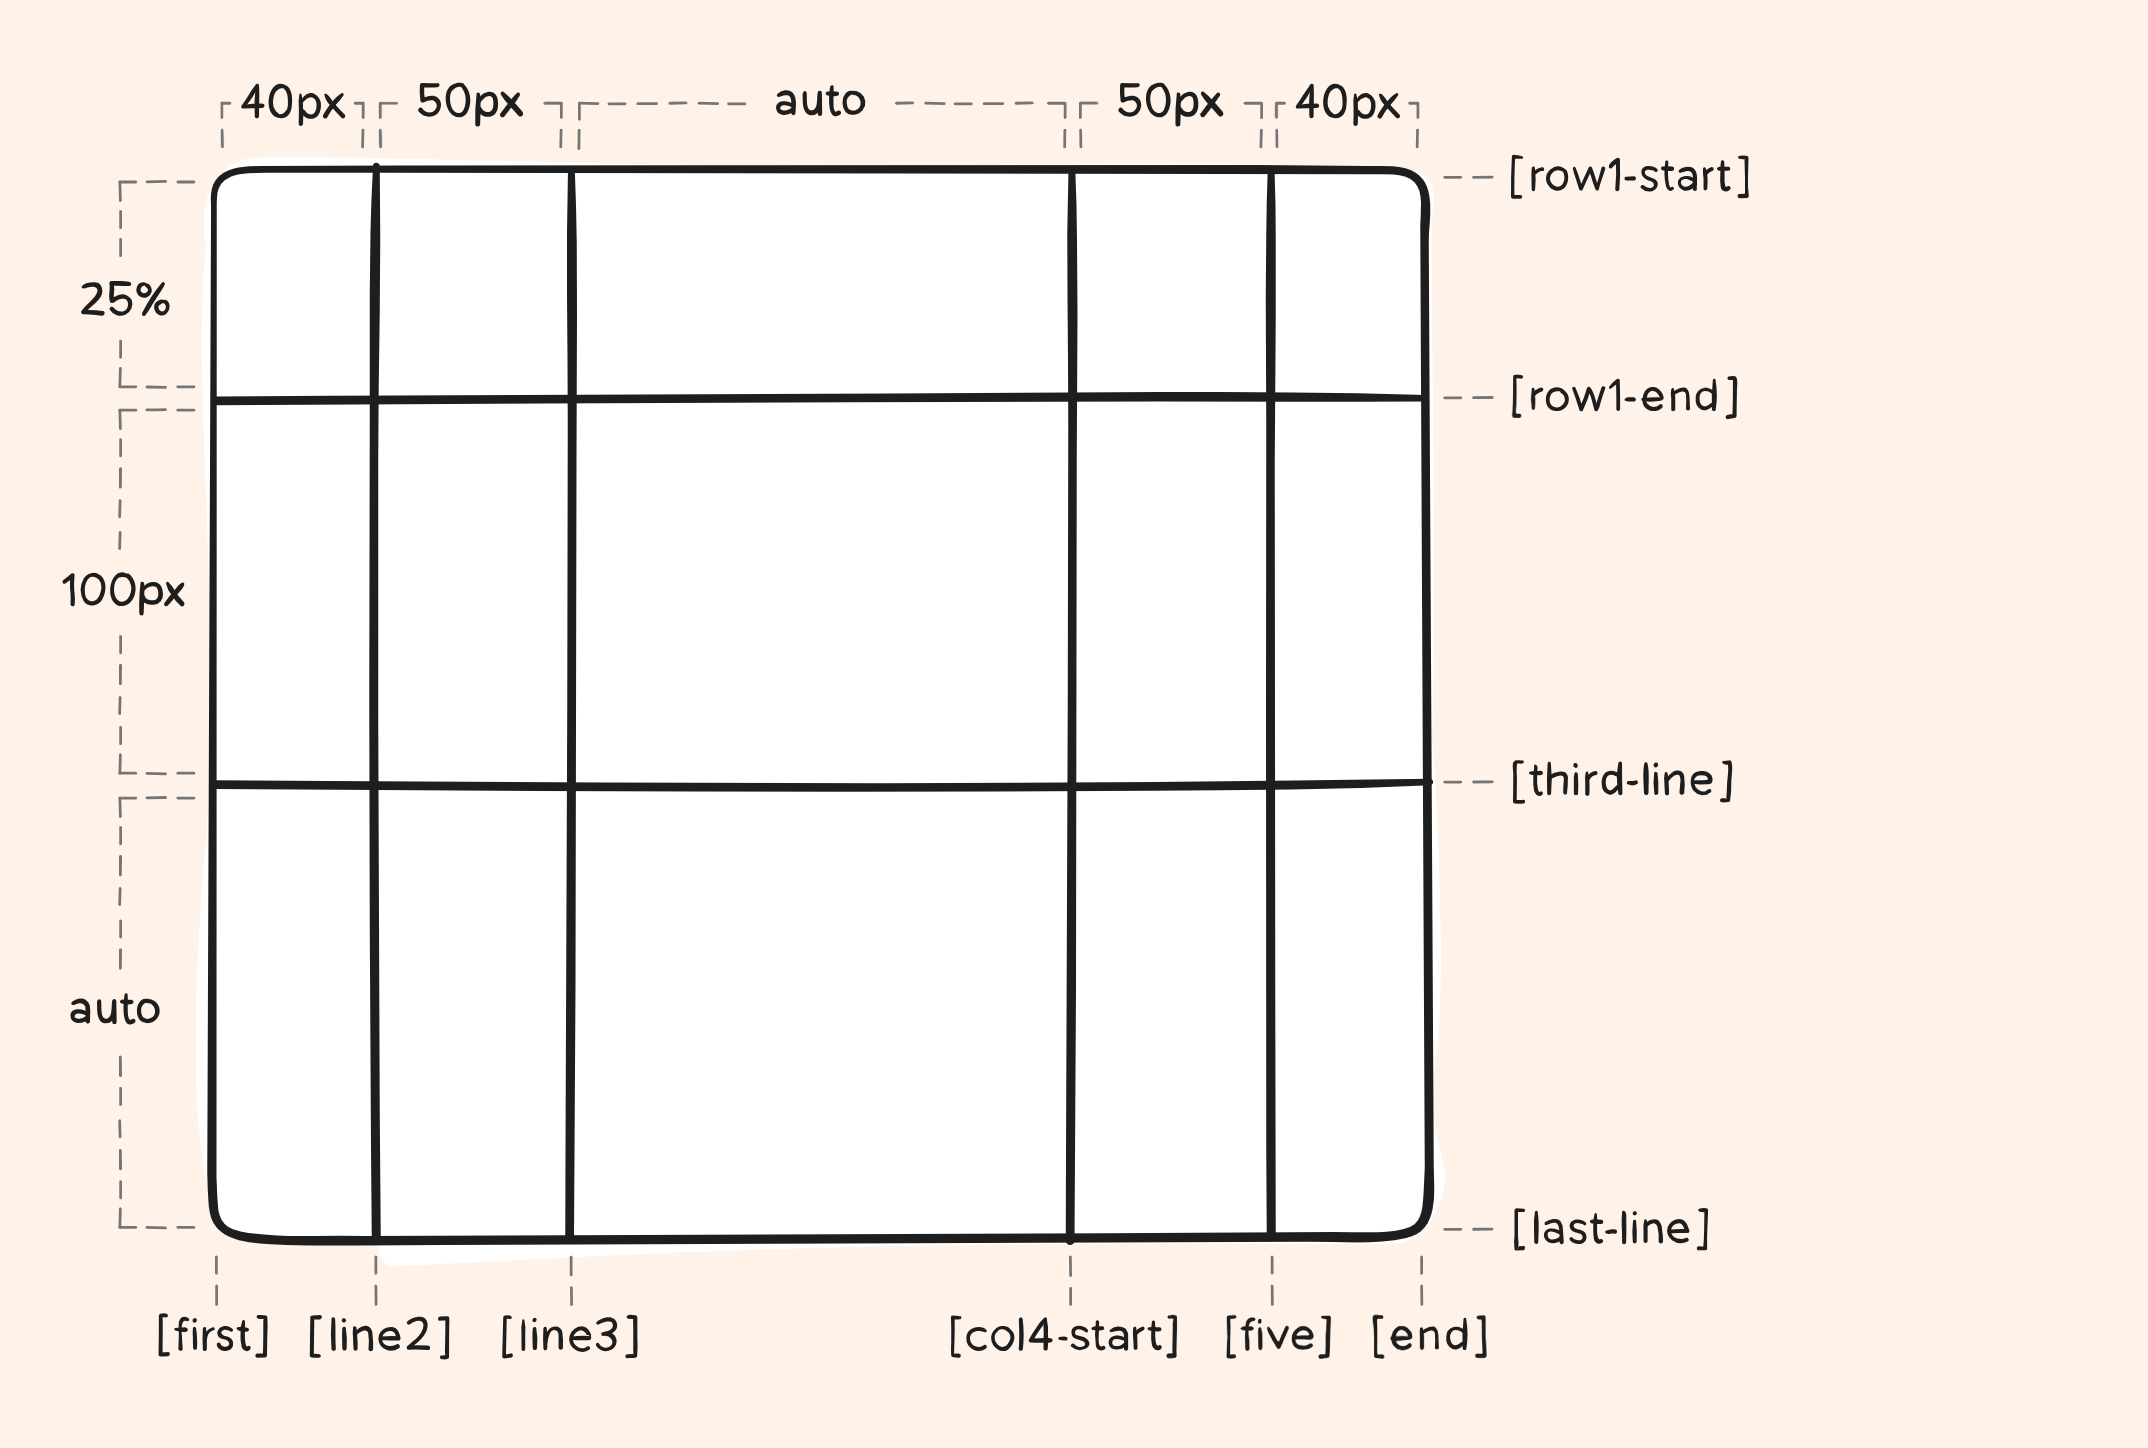 40px 50px auto 50px 40px
[row1-start]
25%
[row1-end]
100px
[third-line]
auto
[last-line]
[first] [line2] [line3] [col4-start] [five] [end]